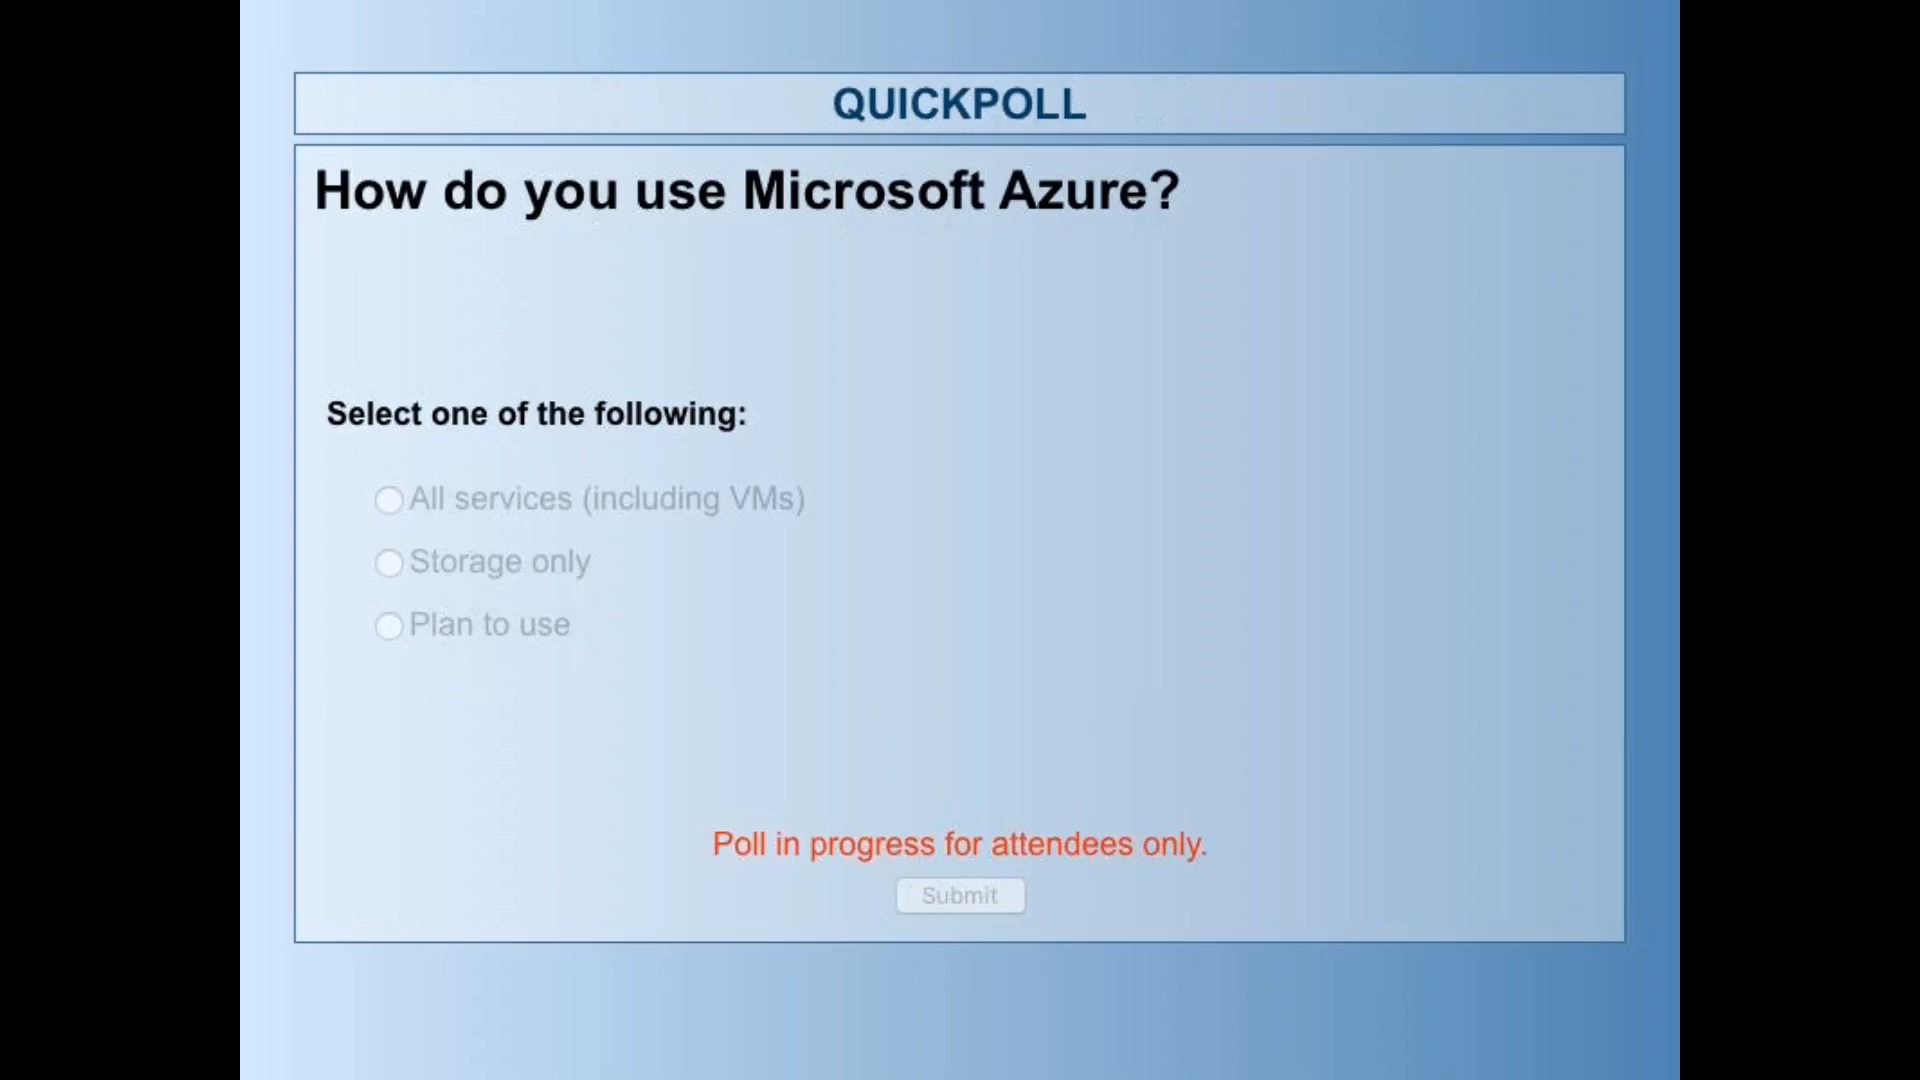 QUICKPOLL
How do you use Microsoft Azure?
Select one of the following:
All services (including VMs)
Storage only
Plan to use
Poll in progress for attendees only.
Submit